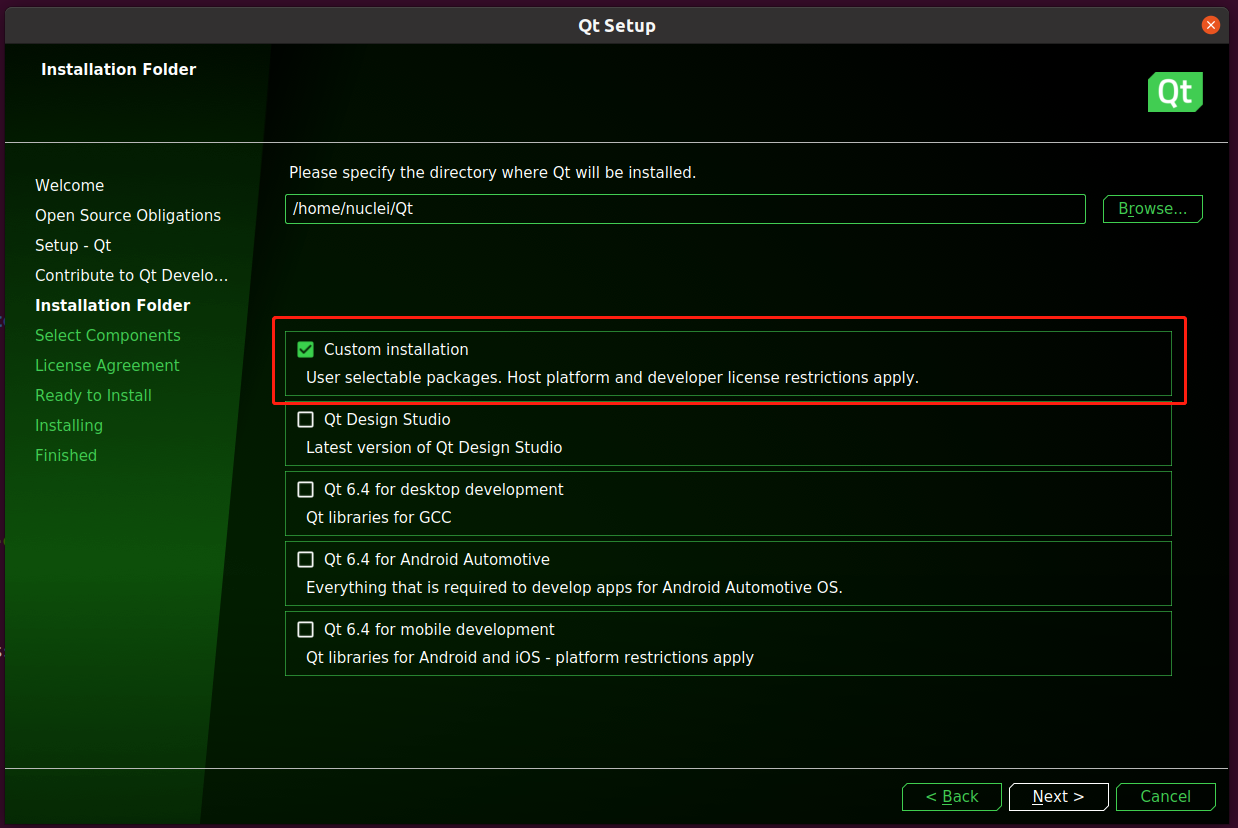 Qt Setup
Installation Folder
Qt
Welcome
Open Source Obligations
Setup - Qt
Contribute to Qt Develo...
Installation Folder
Select Components
License Agreement
Ready to Install
Installing
Finished
Please specify the directory where Qt will be installed.
/home/nuclei/Qt
Browse...
Custom installation
User selectable packages. Host platform and developer license restrictions apply.
Qt Design Studio
Latest version of Qt Design Studio
Qt 6.4 for desktop development
Qt libraries for GCC
Qt 6.4 for Android Automotive
Everything that is required to develop apps for Android Automotive OS.
Qt 6.4 for mobile development
Qt libraries for Android and iOS - platform restrictions apply
< Back
Next >
Cancel